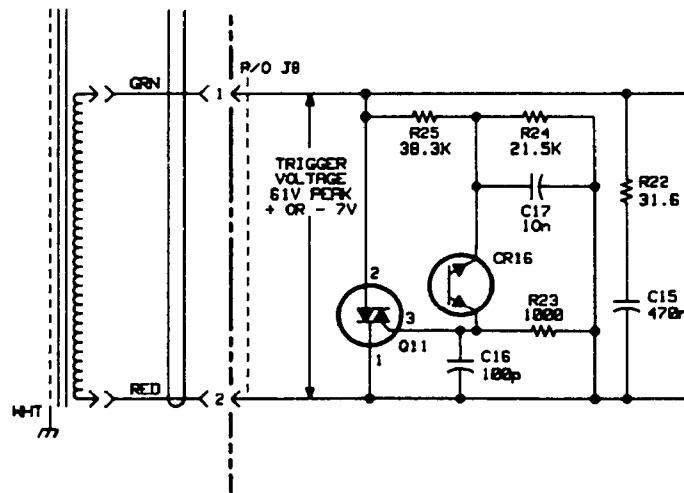 P/O J8
GRN
1
R25
38.3K
R24
21.5K
TRIGGER
VOLTAGE
61V PEAK
+ OR - 7V
R22
31.6
C17
10n
CR16
2
3
Q11
1
R23
1000
C15
470n
C16
100p
RED
2
WHT